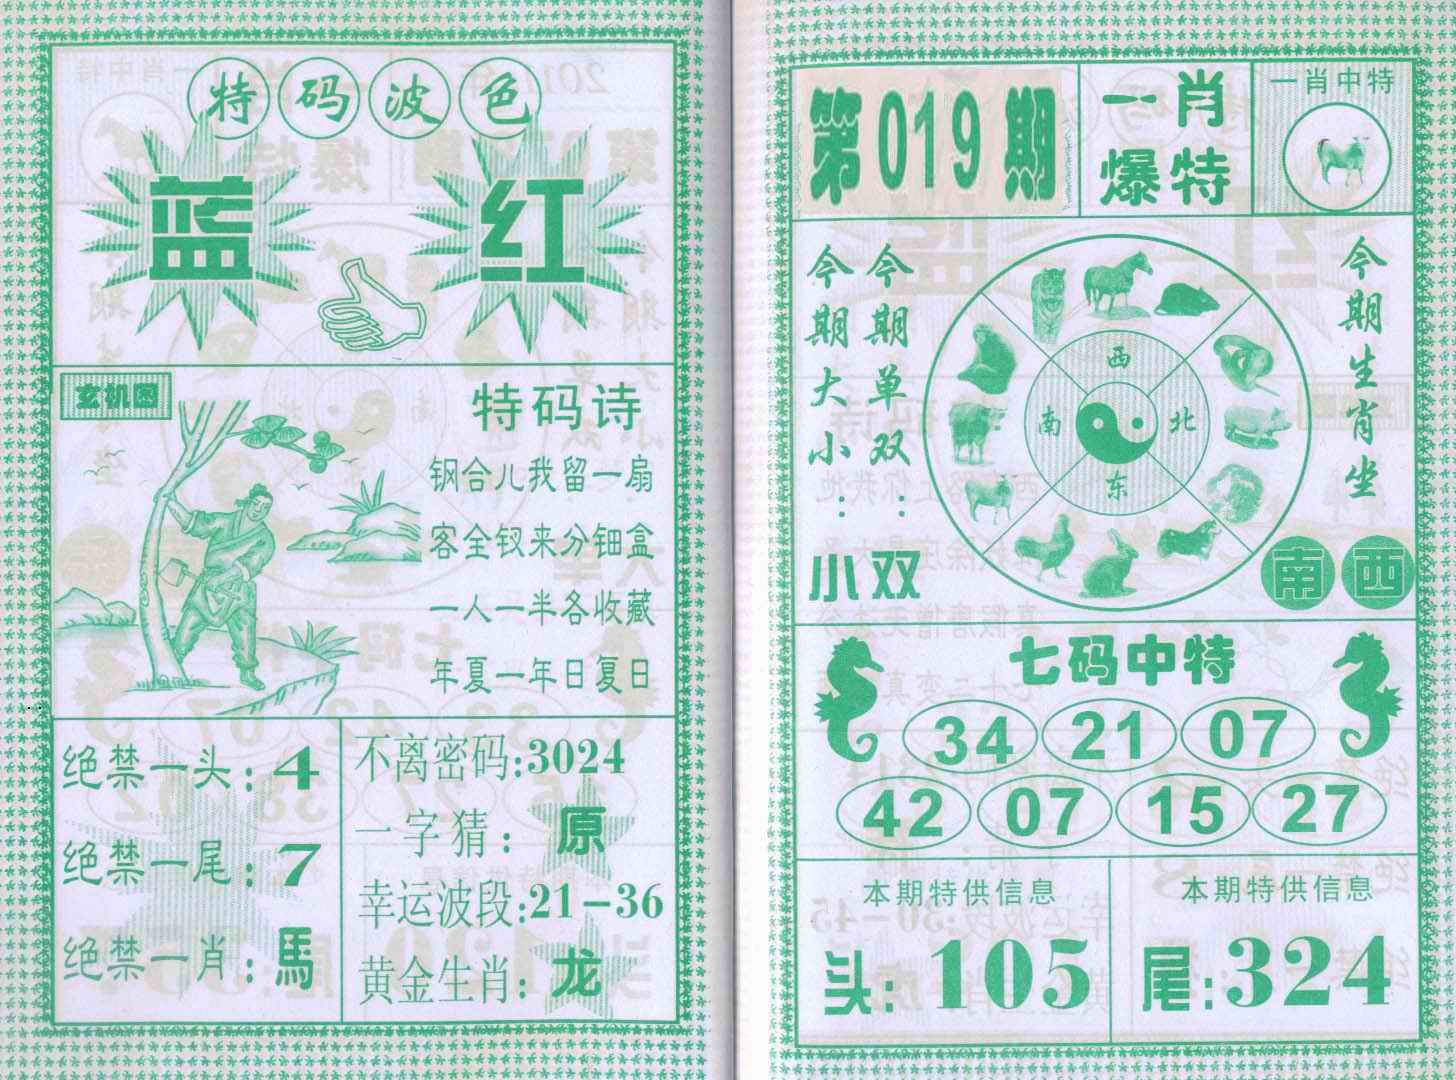 特码波色
蓝 红
玄机图
特码诗
钢合儿我留一扇
客全钗来分钿盒
一人一半各收藏
年夏一年日复日
绝禁一头:4
绝禁一尾:7
绝禁一肖:馬
不离密码:3024
一字猜:原
幸运波段:21-36
黄金生肖:龙
第019期
一肖
爆特
一肖中特
今期大小:小
今期单双:双
西
南 北
东
今期生肖坐
南 西
七码中特
34 21 07
42 07 15 27
本期特供信息
头:105
本期特供信息
尾:324